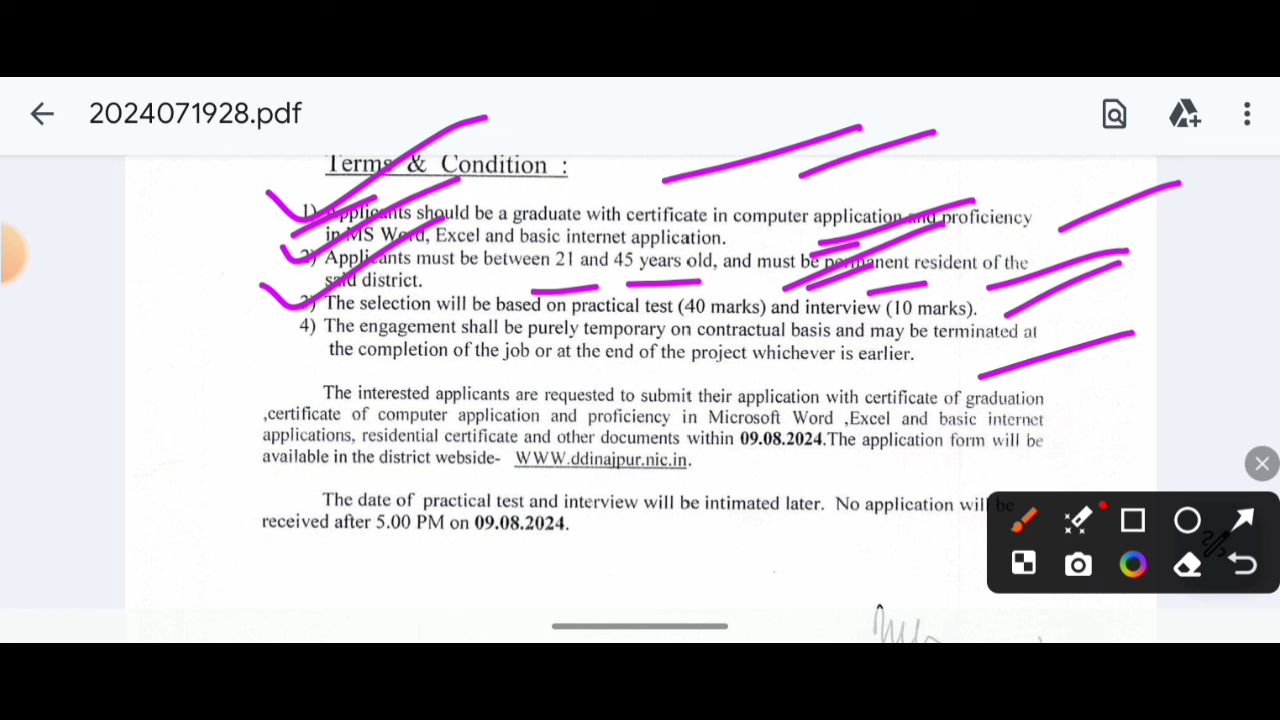 2024071928.pdf
Terms & Condition :
1) Applicants should be a graduate with certificate in computer application and proficiency
in MS Word, Excel and basic internet application.
2) Applicants must be between 21 and 45 years old, and must be permanent resident of the
said district.
3) The selection will be based on practical test (40 marks) and interview (10 marks).
4) The engagement shall be purely temporary on contractual basis and may be terminated at
the completion of the job or at the end of the project whichever is earlier.
The interested applicants are requested to submit their application with certificate of graduation
,certificate of computer application and proficiency in Microsoft Word ,Excel and basic internet
applications, residential certificate and other documents within 09.08.2024.The application form will be
available in the district webside- WWW.ddinajpur.nic.in.
The date of practical test and interview will be intimated later. No application will be
received after 5.00 PM on 09.08.2024.